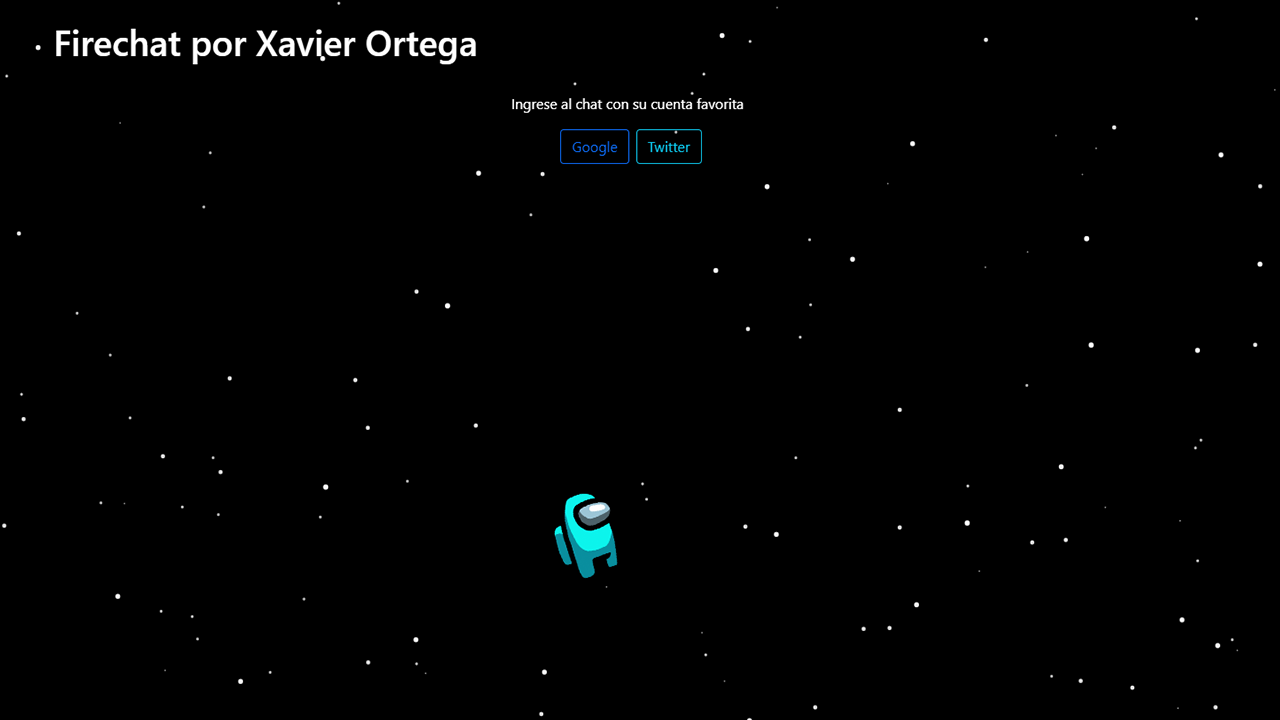 Firechat por Xavier Ortega
Ingrese al chat con su cuenta favorita
Google Twitter